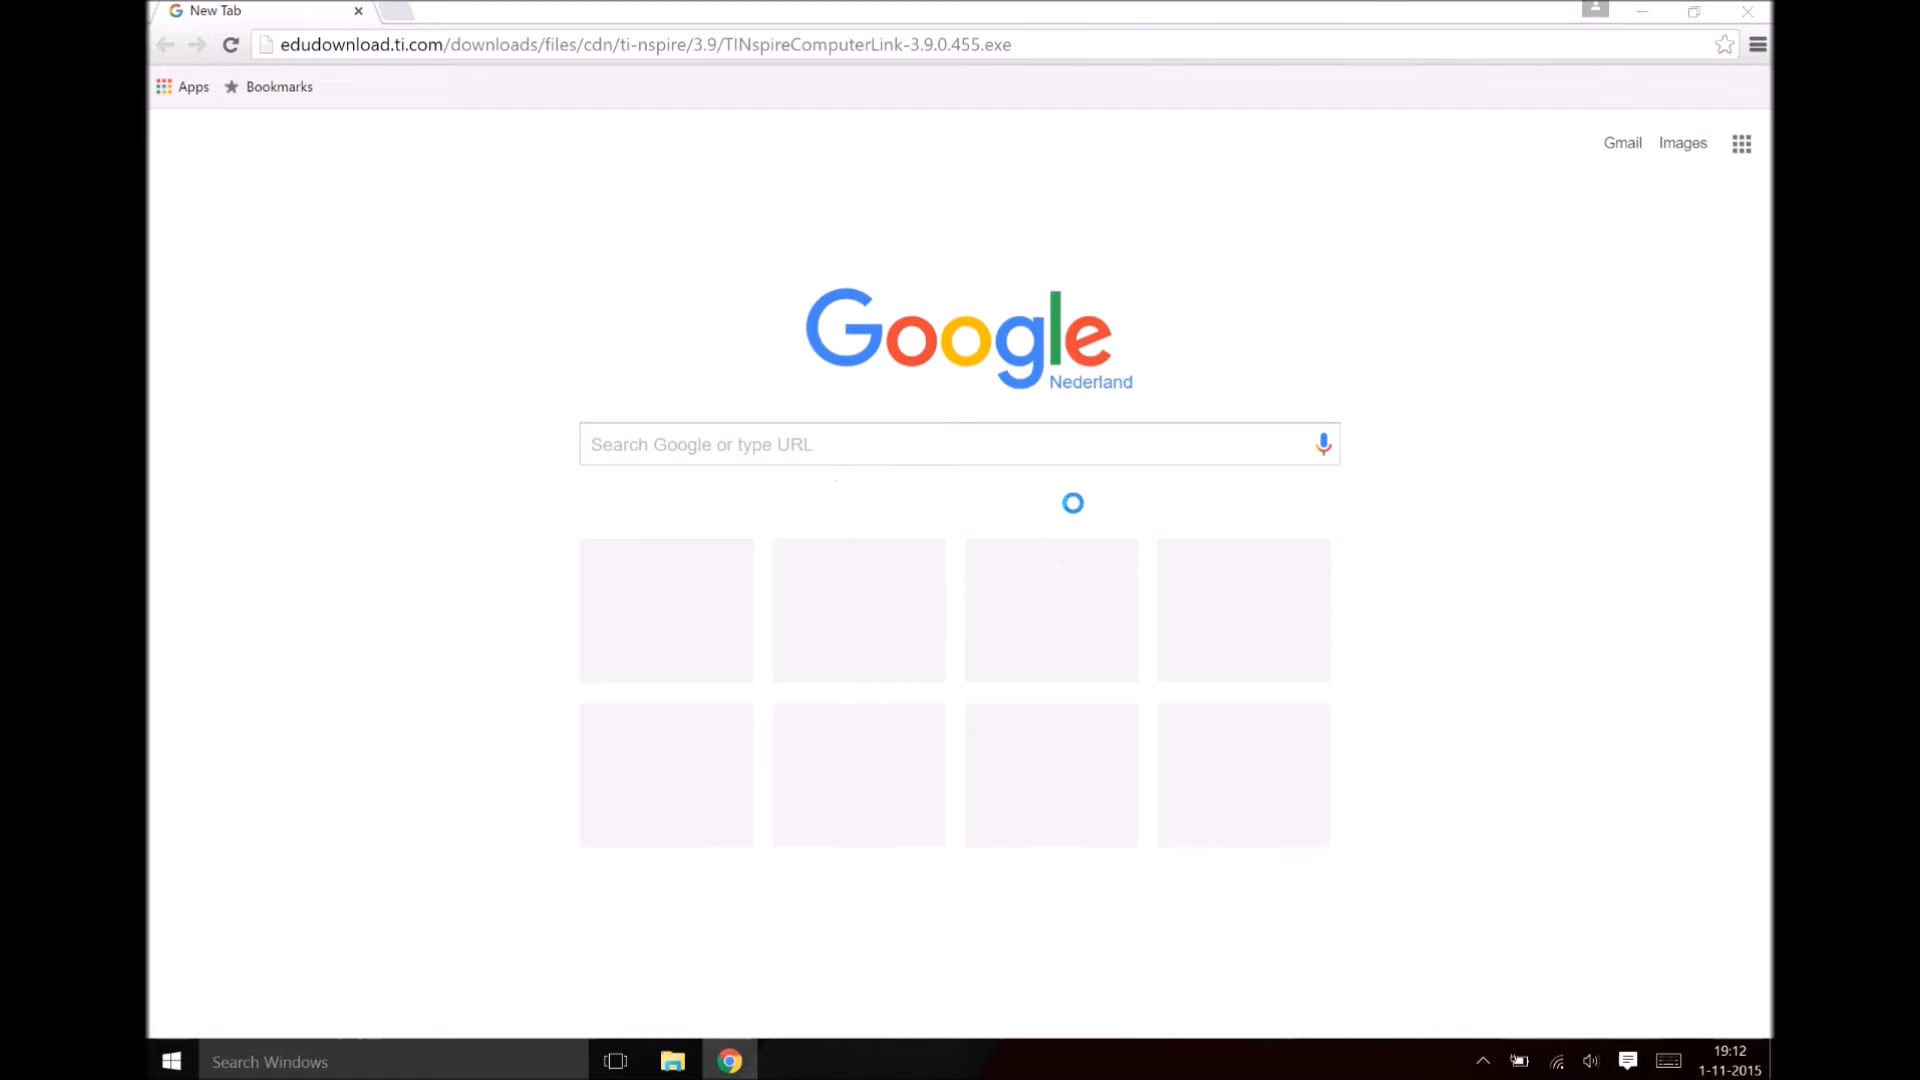 New Tab
edudownload.ti.com/downloads/files/cdn/ti-nspire/3.9/TINspireComputerLink-3.9.0.455.exe
Apps
Bookmarks
Gmail
Images
Google
Nederland
Search Google or type URL
Search Windows
19:12
1-11-2015